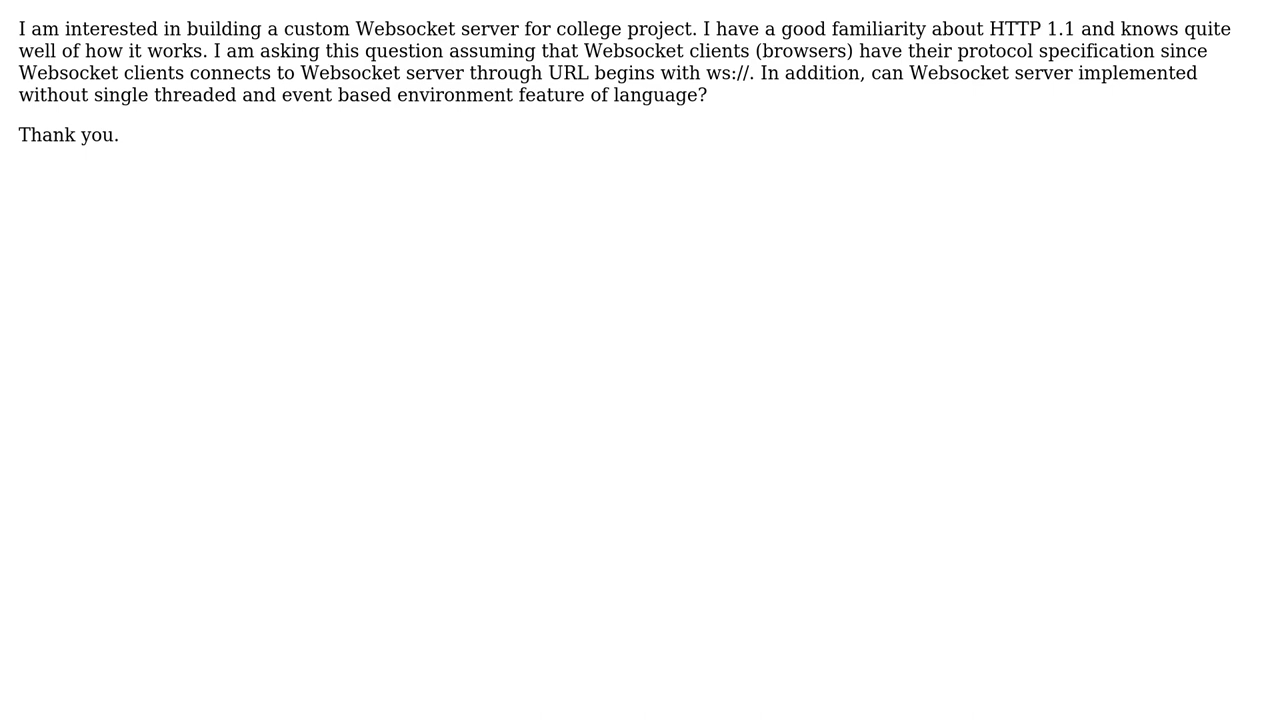 I am interested in building a custom Websocket server for college project. I have a good familiarity about HTTP 1.1 and knows quite
well of how it works. I am asking this question assuming that Websocket clients (browsers) have their protocol specification since
Websocket clients connects to Websocket server through URL begins with ws://. In addition, can Websocket server implemented
without single threaded and event based environment feature of language?
Thank you.